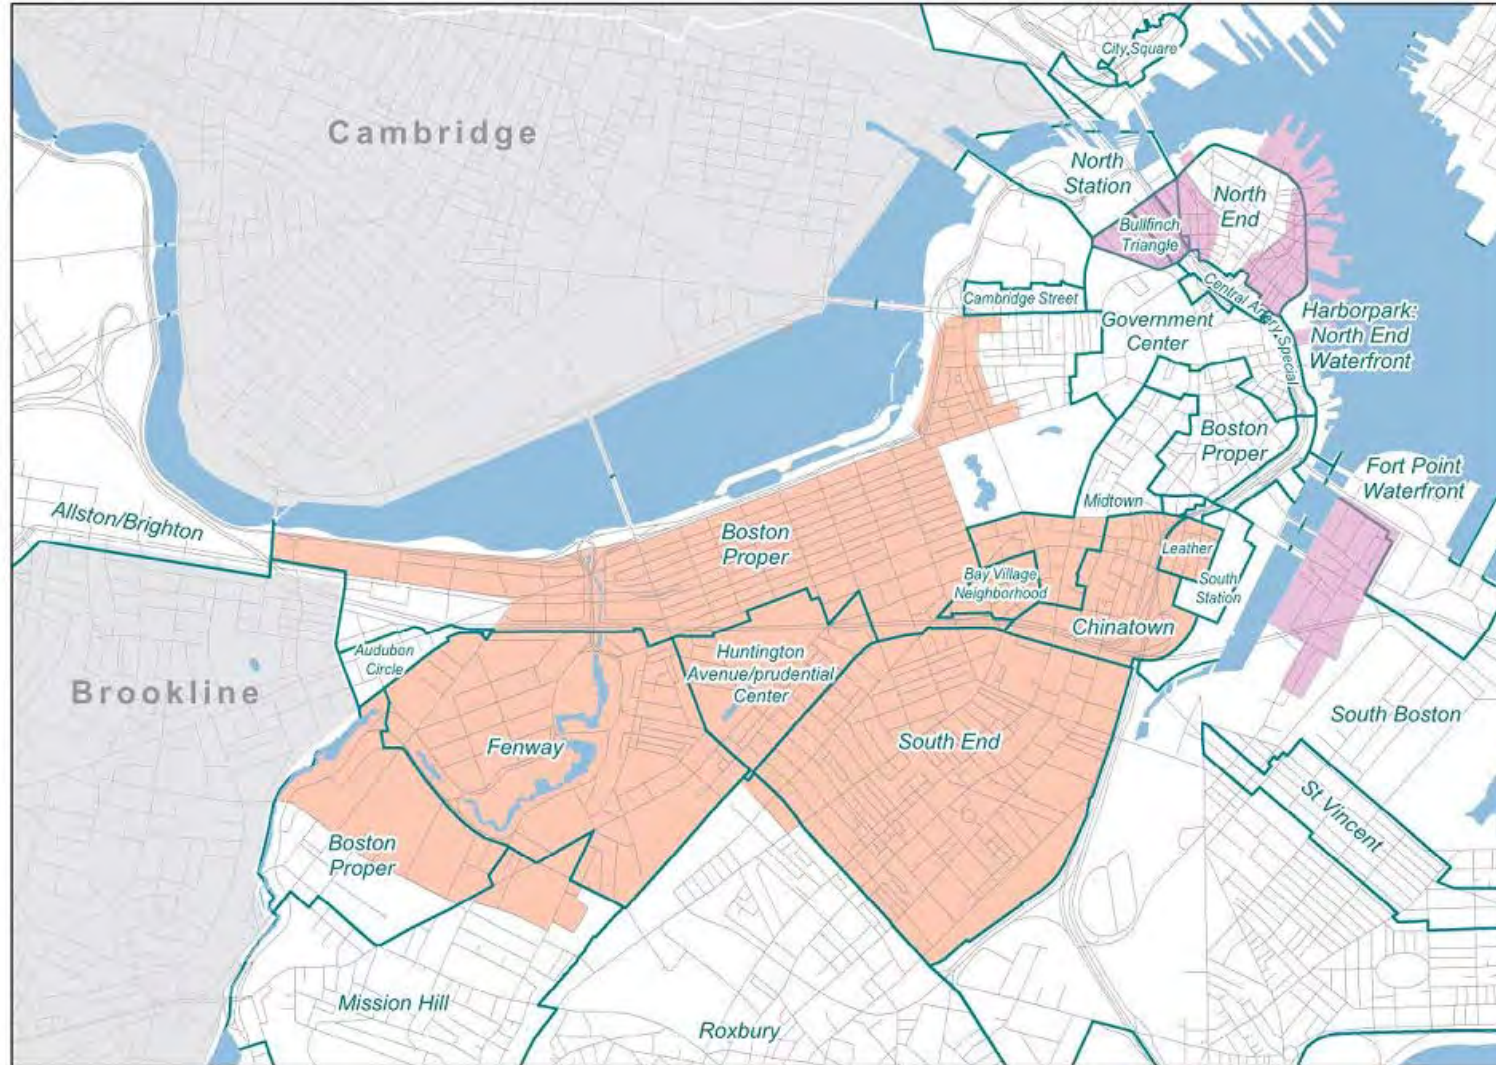 City Square
Cambridge
North
Station
North
End
Bullfinch
Triangle
Cambridge Street
Central Artery Special
Government
Center
Harborpark:
North End
Waterfront
Boston
Proper
Fort Point
Waterfront
Midtown
Allston/Brighton
Boston
Proper
Leather
Bay Village
Neighborhood
South
Station
Chinatown
Audubon
Circle
Huntington
Avenue/prudential
Center
Brookline
Fenway
South End
South Boston
St Vincent
Boston
Proper
Mission Hill
Roxbury